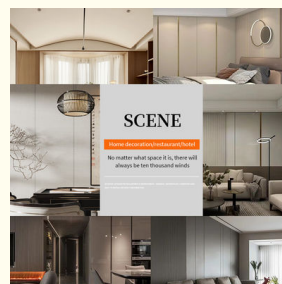 SCENE
Home decoration/restaurant/hotel
No matter what space it is, there will
always be ten thousand winds